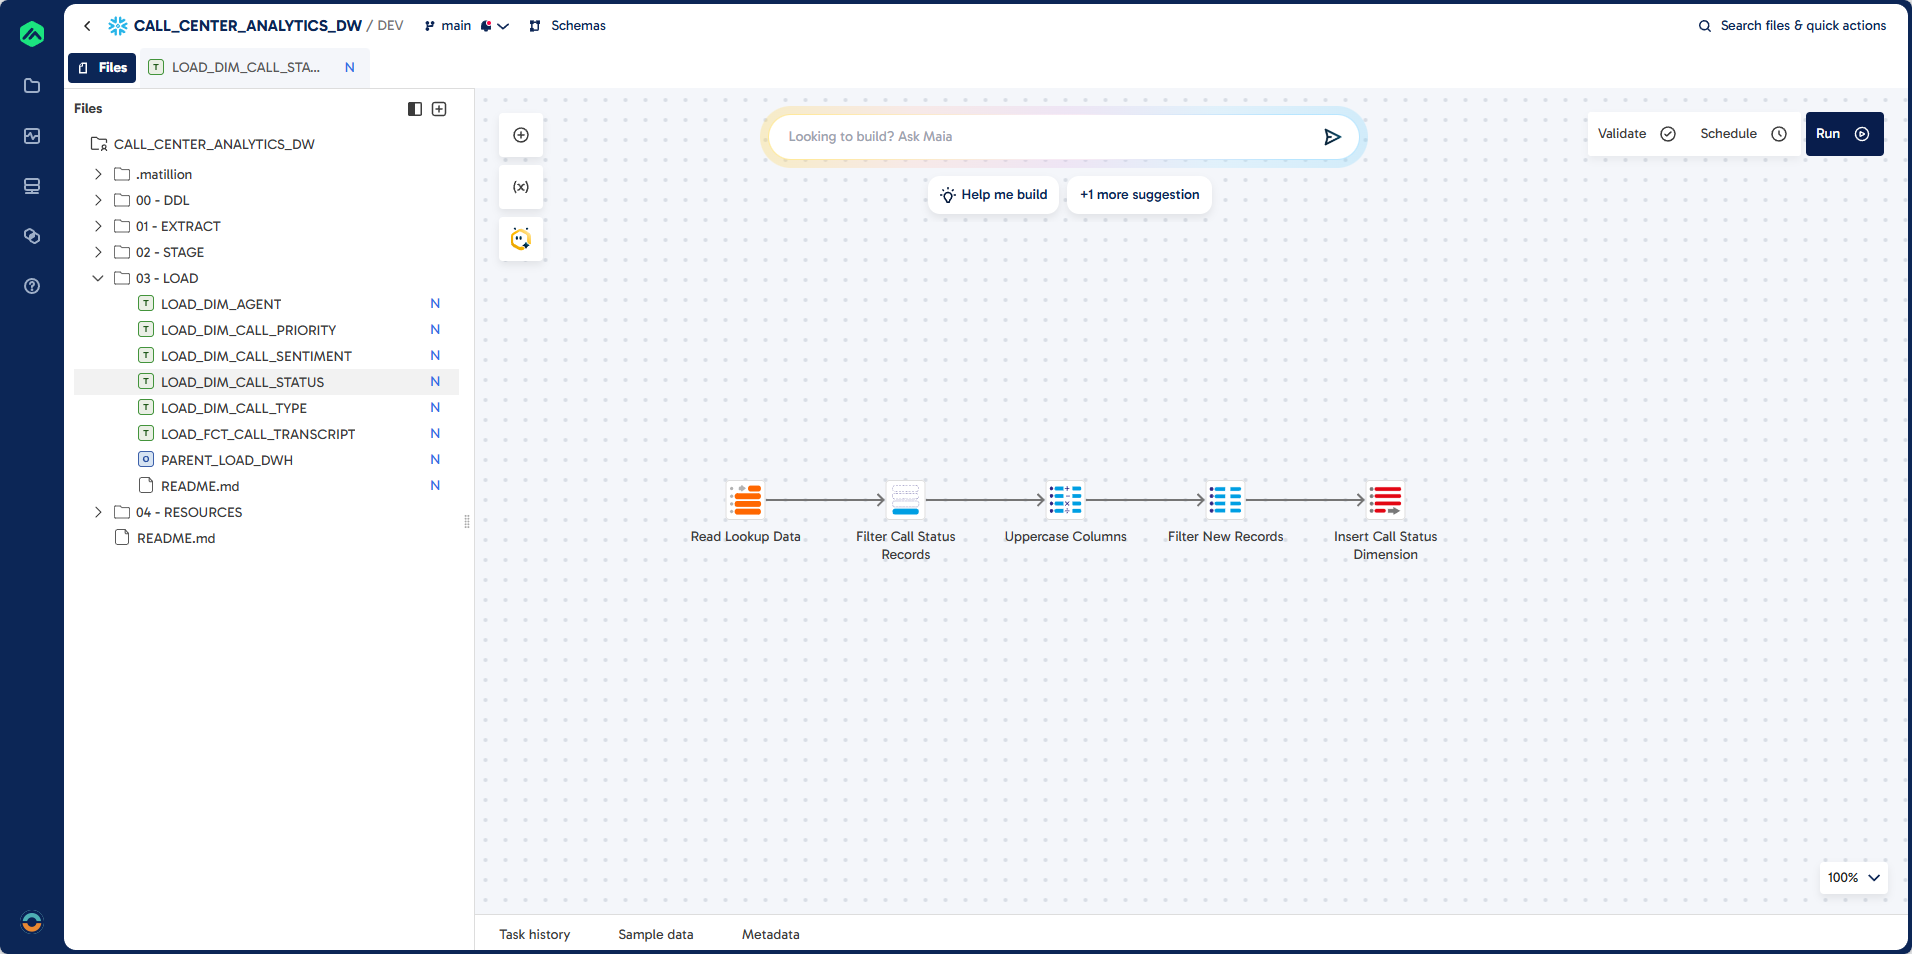 CALL_CENTER_ANALYTICS_DW / DEV main Schemas Search files & quick actions
Files LOAD_DIM_CALL_STA... N
Files
CALL_CENTER_ANALYTICS_DW
.matillion
00 - DDL
01 - EXTRACT
02 - STAGE
03 - LOAD
T LOAD_DIM_AGENT N
T LOAD_DIM_CALL_PRIORITY N
T LOAD_DIM_CALL_SENTIMENT N
T LOAD_DIM_CALL_STATUS N
T LOAD_DIM_CALL_TYPE N
T LOAD_FCT_CALL_TRANSCRIPT N
O PARENT_LOAD_DWH N
README.md N
04 - RESOURCES
README.md
(x)
Looking to build? Ask Maia
Help me build
+1 more suggestion
Validate
Schedule
Run
Read Lookup Data
Filter Call Status
Records
Uppercase Columns
Filter New Records
Insert Call Status
Dimension
100%
Task history Sample data Metadata